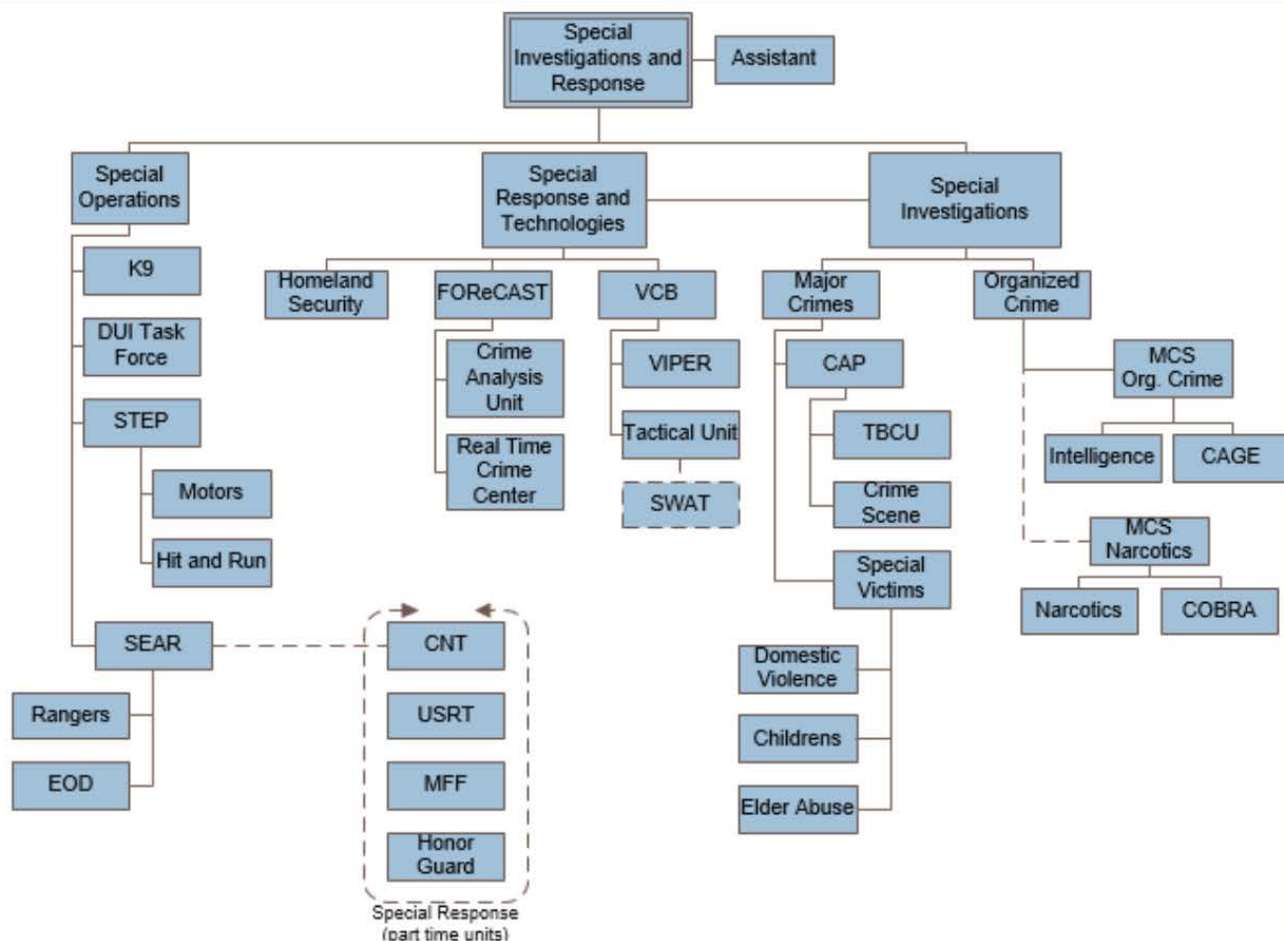 Special
Investigations and
Response
Assistant
Special
Operations
Special
Response and
Technologies
Special
Investigations
K9
DUI Task
Force
STEP
Motors
Hit and Run
SEAR
Rangers
EOD
Homeland
Security
FOReCAST
Crime
Analysis
Unit
Real Time
Crime
Center
VCB
VIPER
Tactical Unit
SWAT
CNT
USRT
MFF
Honor
Guard
Special Response
(part time units)
Major
Crimes
CAP
TBCU
Crime
Scene
Special
Victims
Domestic
Violence
Childrens
Elder Abuse
Organized
Crime
MCS
Org. Crime
Intelligence
CAGE
MCS
Narcotics
Narcotics
COBRA